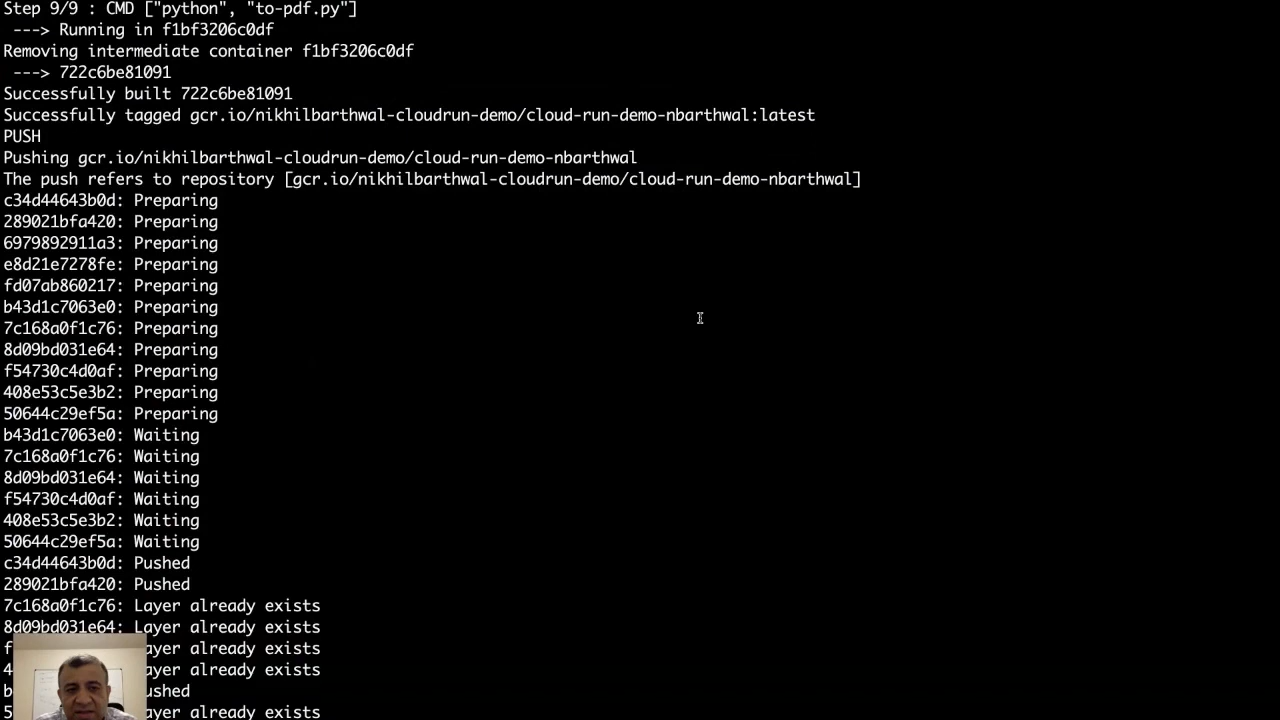 Step 9/9 : CMD ["python", "to-pdf.py"]
---> Running in f1bf3206c0df
Removing intermediate container f1bf3206c0df
---> 722c6be81091
Successfully built 722c6be81091
Successfully tagged gcr.io/nikhilbarthwal-cloudrun-demo/cloud-run-demo-nbarthwal:latest
PUSH
Pushing gcr.io/nikhilbarthwal-cloudrun-demo/cloud-run-demo-nbarthwal
The push refers to repository [gcr.io/nikhilbarthwal-cloudrun-demo/cloud-run-demo-nbarthwal]
c34d44643b0d: Preparing
289021bfa420: Preparing
6979892911a3: Preparing
e8d21e7278fe: Preparing
fd07ab860217: Preparing
b43d1c7063e0: Preparing
7c168a0f1c76: Preparing
8d09bd031e64: Preparing
f54730c4d0af: Preparing
408e53c5e3b2: Preparing
50644c29ef5a: Preparing
b43d1c7063e0: Waiting
7c168a0f1c76: Waiting
8d09bd031e64: Waiting
f54730c4d0af: Waiting
408e53c5e3b2: Waiting
50644c29ef5a: Waiting
c34d44643b0d: Pushed
289021bfa420: Pushed
7c168a0f1c76: Layer already exists
8d09bd031e64: Layer already exists
already exists
already exists
already exists